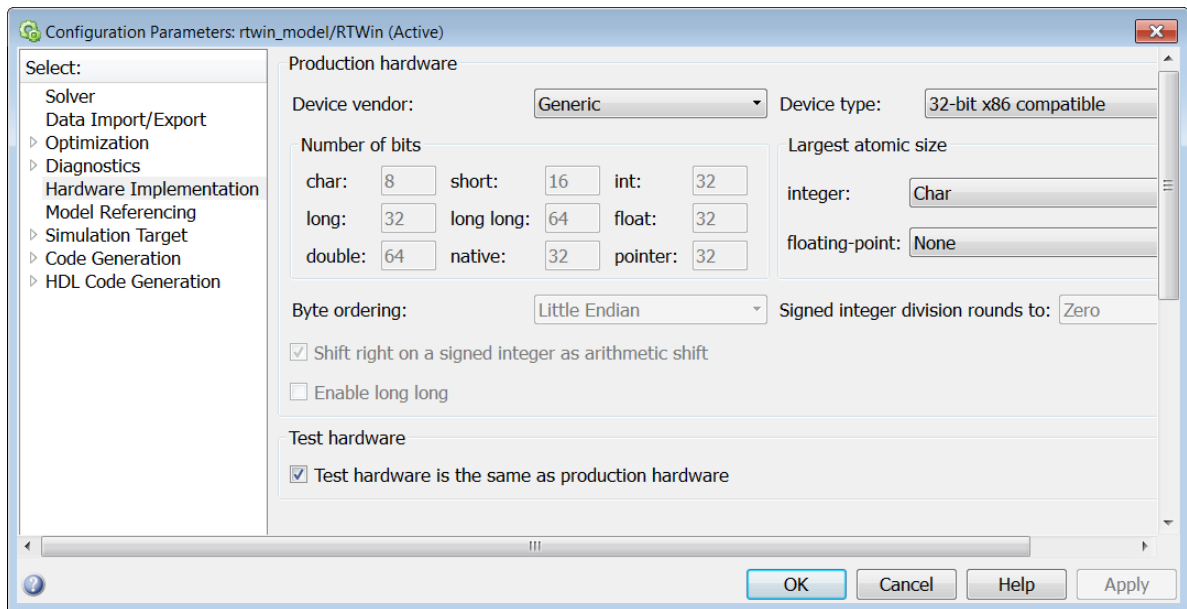 Configuration Parameters: rtwin_model/RTWin (Active)
Select:
Solver
Data Import/Export
Optimization
Diagnostics
Hardware Implementation
Model Referencing
Simulation Target
Code Generation
HDL Code Generation
Production hardware
Device vendor: Generic Device type: 32-bit x86 compatible
Number of bits
char: 8 short: 16 int: 32
long: 32 long long: 64 float: 32
double: 64 native: 32 pointer: 32
Largest atomic size
integer: Char
floating-point: None
Byte ordering: Little Endian Signed integer division rounds to: Zero
Shift right on a signed integer as arithmetic shift
Enable long long
Test hardware
Test hardware is the same as production hardware
OK Cancel Help Apply